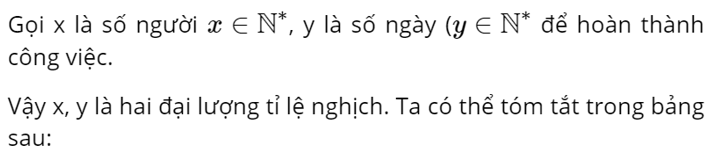 Gọi x là số người x ∈ ℕ*, y là số ngày (y ∈ ℕ* để hoàn thành
công việc.
Vậy x, y là hai đại lượng tỉ lệ nghịch. Ta có thể tóm tắt trong bảng
sau: